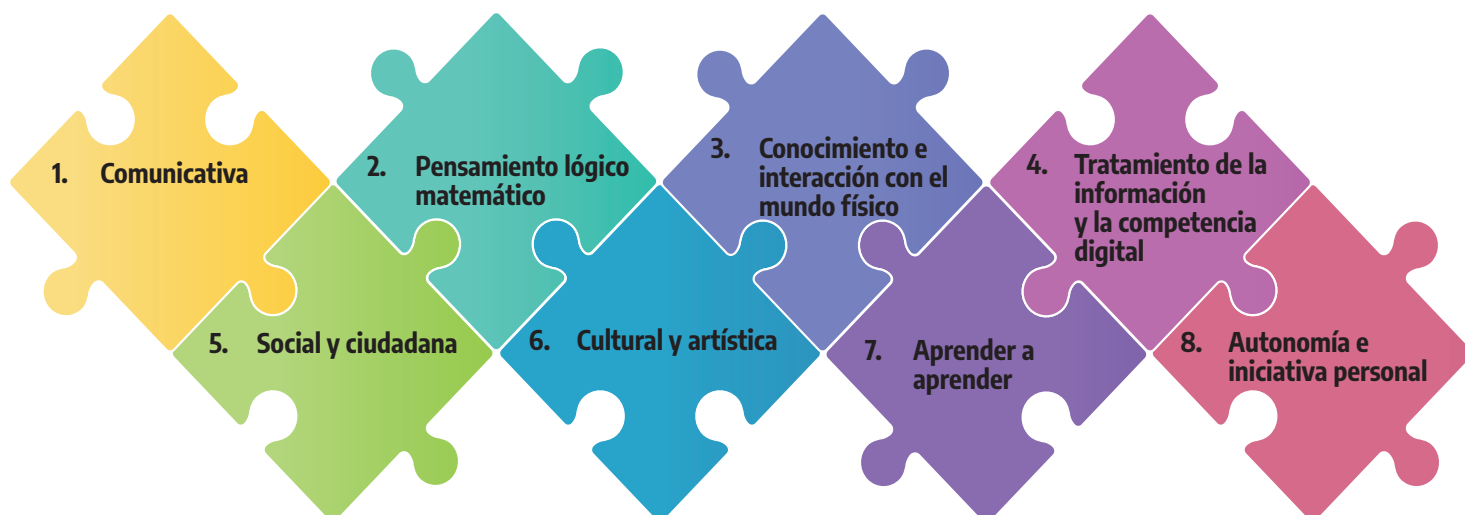 1. Comunicativa
2. Pensamiento lógico
matemático
3. Conocimiento e
interacción con el
mundo físico
4. Tratamiento de la
información
y la competencia
digital
5. Social y ciudadana
6. Cultural y artística
7. Aprender a
aprender
8. Autonomía e
iniciativa personal